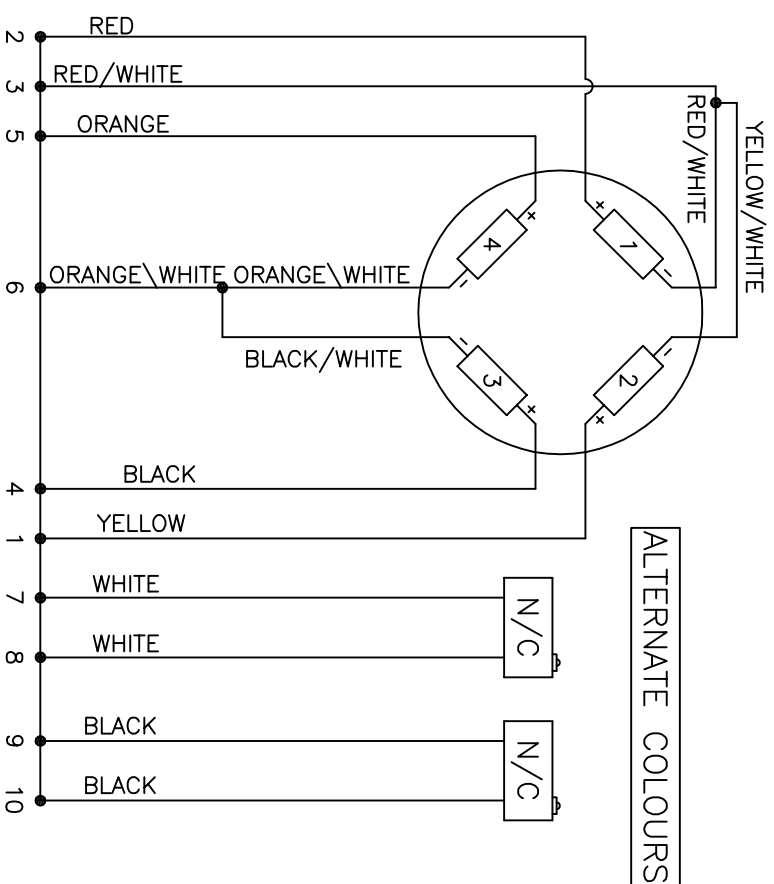 RED
2
RED/WHITE
3
ORANGE
5
RED/WHITE
YELLOW/WHITE
+
+
4
1
-
-
ORANGE\WHITE ORANGE\WHITE
6
BLACK/WHITE
-
-
3
2
+
+
BLACK
4
YELLOW
1
WHITE
7
WHITE
8
N/C
BLACK
9
BLACK
10
N/C
ALTERNATE COLOURS